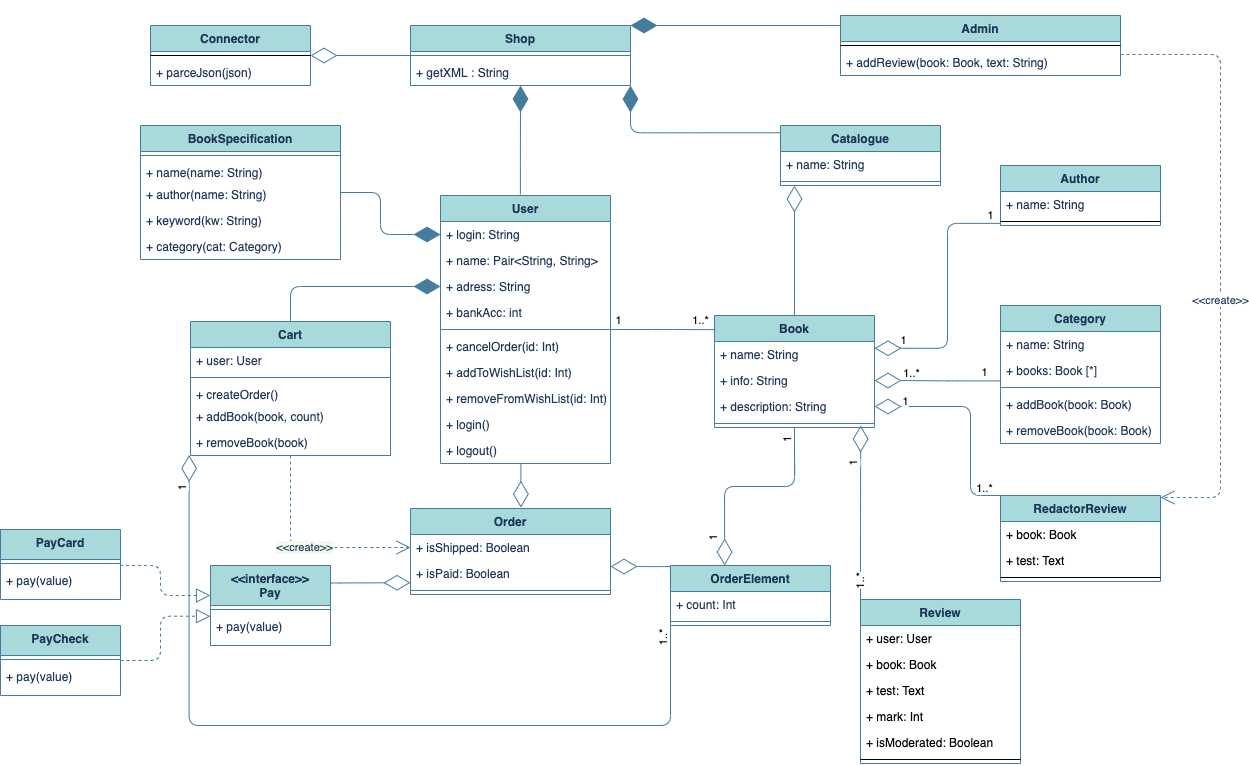 Connector
+ parceJson(json)
Shop
+ getXML : String
Admin
+ addReview(book: Book, text: String)
<<create>>
BookSpecification
+ name(name: String)
+ author(name: String)
+ keyword(kw: String)
+ category(cat: Category)
Catalogue
+ name: String
Author
+ name: String
1
User
+ login: String
+ name: Pair<String, String>
+ adress: String
+ bankAcc: int
+ cancelOrder(id: Int)
+ addToWishList(id: Int)
+ removeFromWishList(id: Int)
+ login()
+ logout()
1
1..*
Cart
+ user: User
+ createOrder()
+ addBook(book, count)
+ removeBook(book)
1
Book
+ name: String
+ info: String
+ description: String
1
1..*
1
1
Category
+ name: String
+ books: Book [*]
+ addBook(book: Book)
+ removeBook(book: Book)
1
1
1..*
RedactorReview
+ book: Book
+ test: Text
Order
+ isShipped: Boolean
+ isPaid: Boolean
<<create>>
PayCard
+ pay(value)
<<interface>>
Pay
+ pay(value)
PayCheck
+ pay(value)
1
OrderElement
+ count: Int
1..*
1..*
Review
+ user: User
+ book: Book
+ test: Text
+ mark: Int
+ isModerated: Boolean